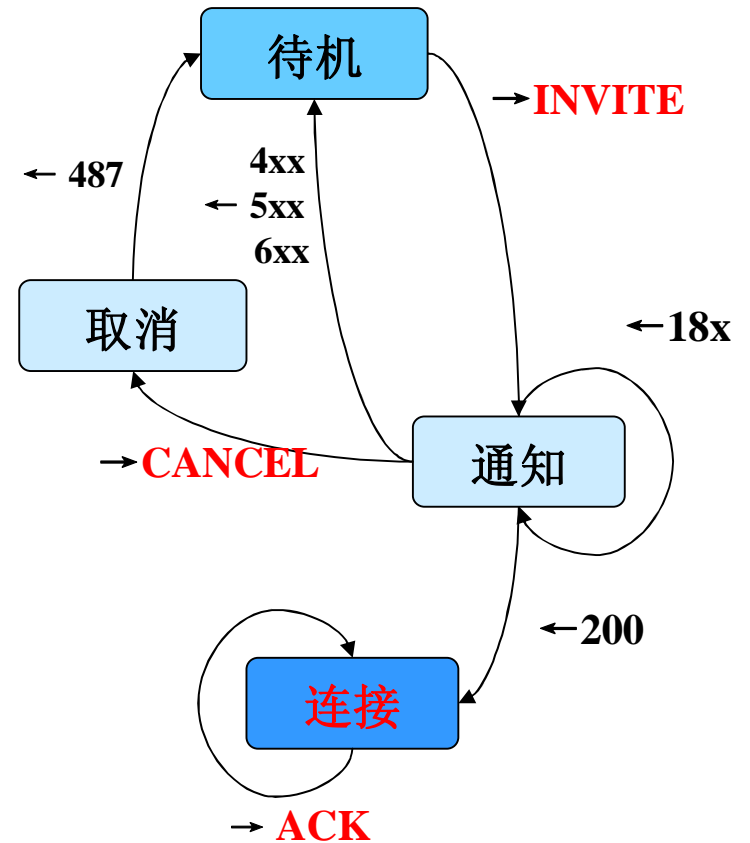 待机
→INVITE
4xx
← 487
← 5xx
6xx
取消
←18x
→CANCEL
通知
←200
连接
→ ACK